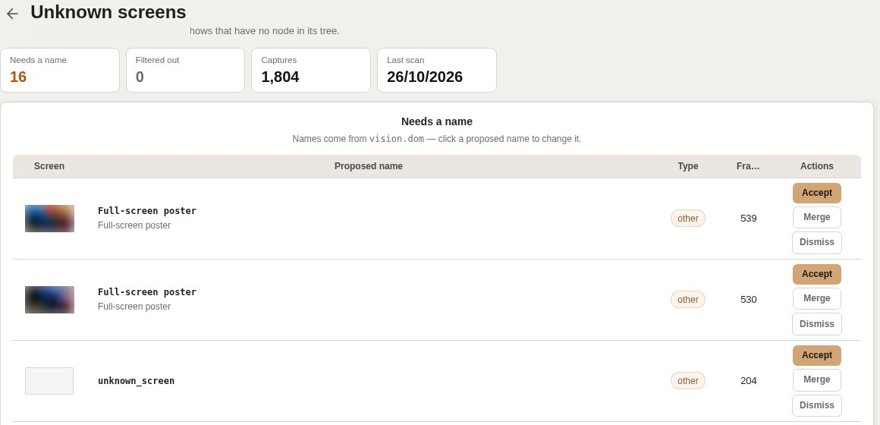 Unknown screens
hows that have no node in its tree.
Needs a name
16
Filtered out
0
Captures
1,804
Last scan
26/10/2026
Needs a name
Names come from vision.dom — click a proposed name to change it.
Screen Proposed name Type Fra… Actions
Full-screen poster
Full-screen poster
other
539
Accept
Merge
Dismiss
Full-screen poster
Full-screen poster
other
530
Accept
Merge
Dismiss
unknown_screen
other
204
Accept
Merge
Dismiss